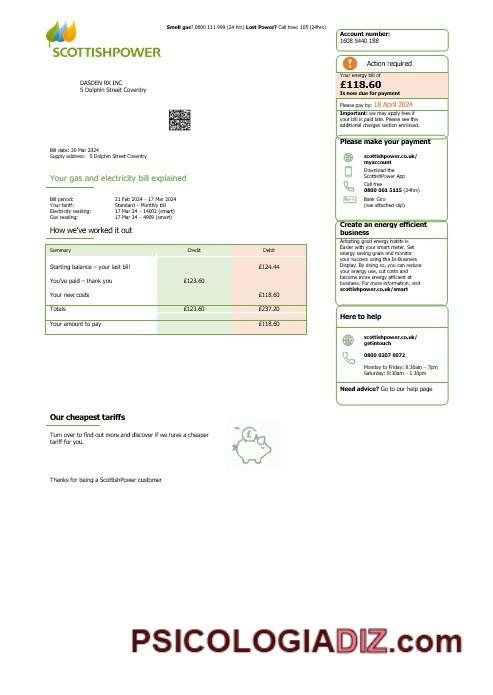 Smell gas? 0800 111 999 (24 hrs) Lost Power? Call free: 105 (24hrs)
SCOTTISHPOWER
DASDEN RX INC
5 Dolphin Street Coventry
Bill date: 20 Mar 2024
Supply address: 5 Dolphin Street Coventry
Your gas and electricity bill explained
Bill period: 21 Feb 2024 - 17 Mar 2024
Your tariff: Standard - Monthly bill
Electricity reading: 17 Mar 24 - 14002 (smart)
Gas reading: 17 Mar 24 - 4909 (smart)
How we've worked it out
Summary Credit Debit
Starting balance – your last bill £124.44
You've paid – thank you £123.60
Your new costs £118.60
Totals £123.60 £237.20
Your amount to pay £118.60
Our cheapest tariffs
Turn over to find out more and discover if we have a cheaper
tariff for you.
£
Thanks for being a ScottishPower customer
Account number:
1608 5440 188
! Action required
Your energy bill of
£118.60
Is now due for payment
Please pay by: 18 April 2024
Important: we may apply fees if
your bill is paid late. Please see the
additional charges section enclosed.
Please make your payment
scottishpower.co.uk/
myaccount
Download the
ScottishPower App
Call free
0800 001 5115 (24hrs)
Bank Giro
(see attached slip)
Create an energy efficient
business
Adopting good energy habits is
Easier with your smart meter. Set
energy saving goals and monitor
your success using the In-Business
Display. By doing so, you can reduce
your energy use, cut costs and
become more energy efficient at
business. For more information, visit
scottishpower.co.uk/smart
Here to help
scottishpower.co.uk/
getintouch
0800 0207 0072
Monday to Friday: 8.30am – 7pm
Saturday: 8:30am – 1.30pm
Need advice? Go to our help page
PSICOLOGIADIZ.com